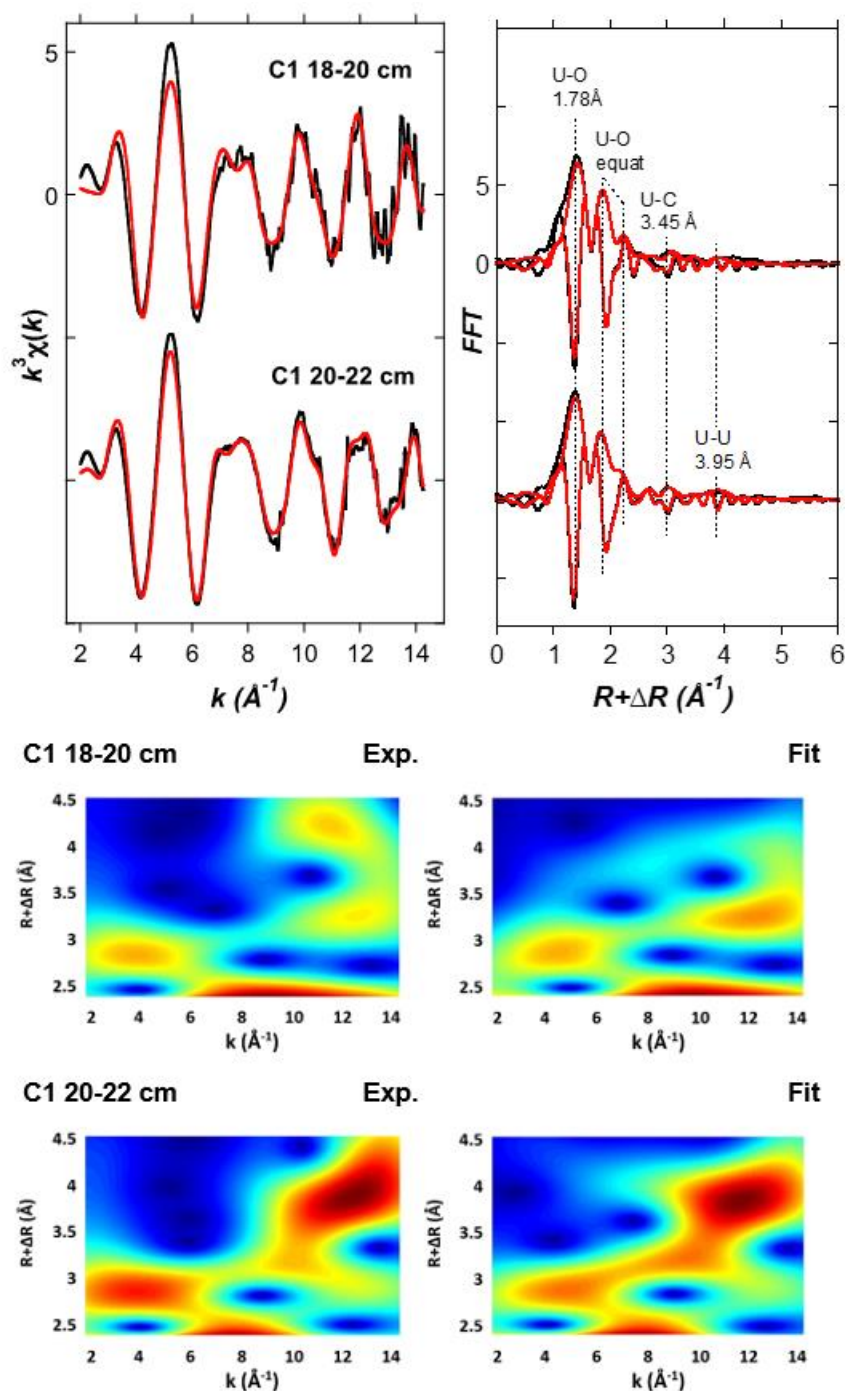 C1 18-20 cm
C1 20-22 cm
5
0
k³χ(k)
2 4 6 8 10 12 14
k (Å⁻¹)
U-O
1.78Å
U-O
equat
U-C
3.45 Å
U-U
3.95 Å
5
0
FFT
0 1 2 3 4 5 6
R+ΔR (Å⁻¹)
C1 18-20 cm Exp. Fit
4.5
4
3.5
3
2.5
R+ΔR (Å)
2 4 6 8 10 12 14
k (Å⁻¹)
4.5
4
3.5
3
2.5
R+ΔR (Å)
2 4 6 8 10 12 14
k (Å⁻¹)
C1 20-22 cm Exp. Fit
4.5
4
3.5
3
2.5
R+ΔR (Å)
2 4 6 8 10 12 14
k (Å⁻¹)
4.5
4
3.5
3
2.5
R+ΔR (Å)
2 4 6 8 10 12 14
k (Å⁻¹)